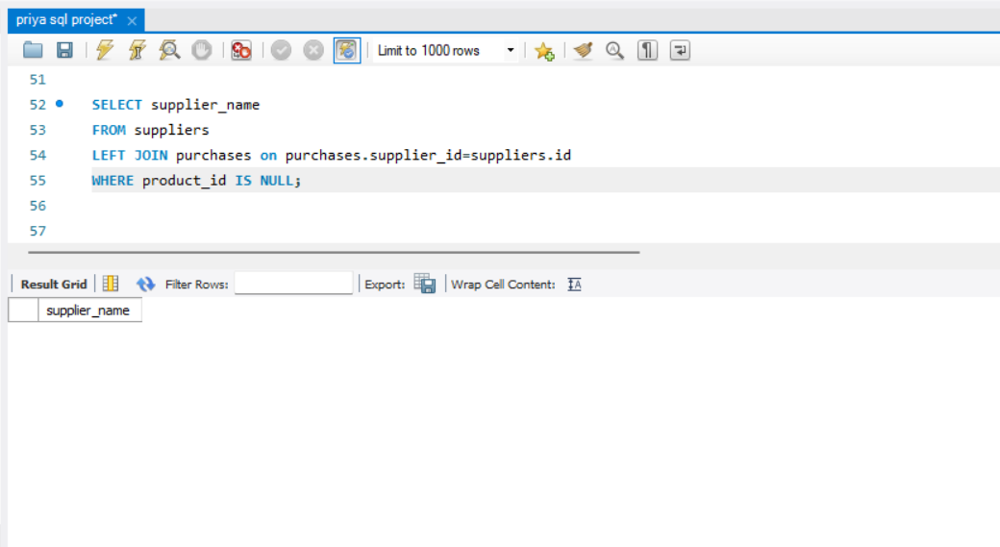 priya sql project*
Limit to 1000 rows
51
52 SELECT supplier_name
53 FROM suppliers
54 LEFT JOIN purchases on purchases.supplier_id=suppliers.id
55 WHERE product_id IS NULL;
56
57
Result Grid Filter Rows: Export: Wrap Cell Content:
supplier_name